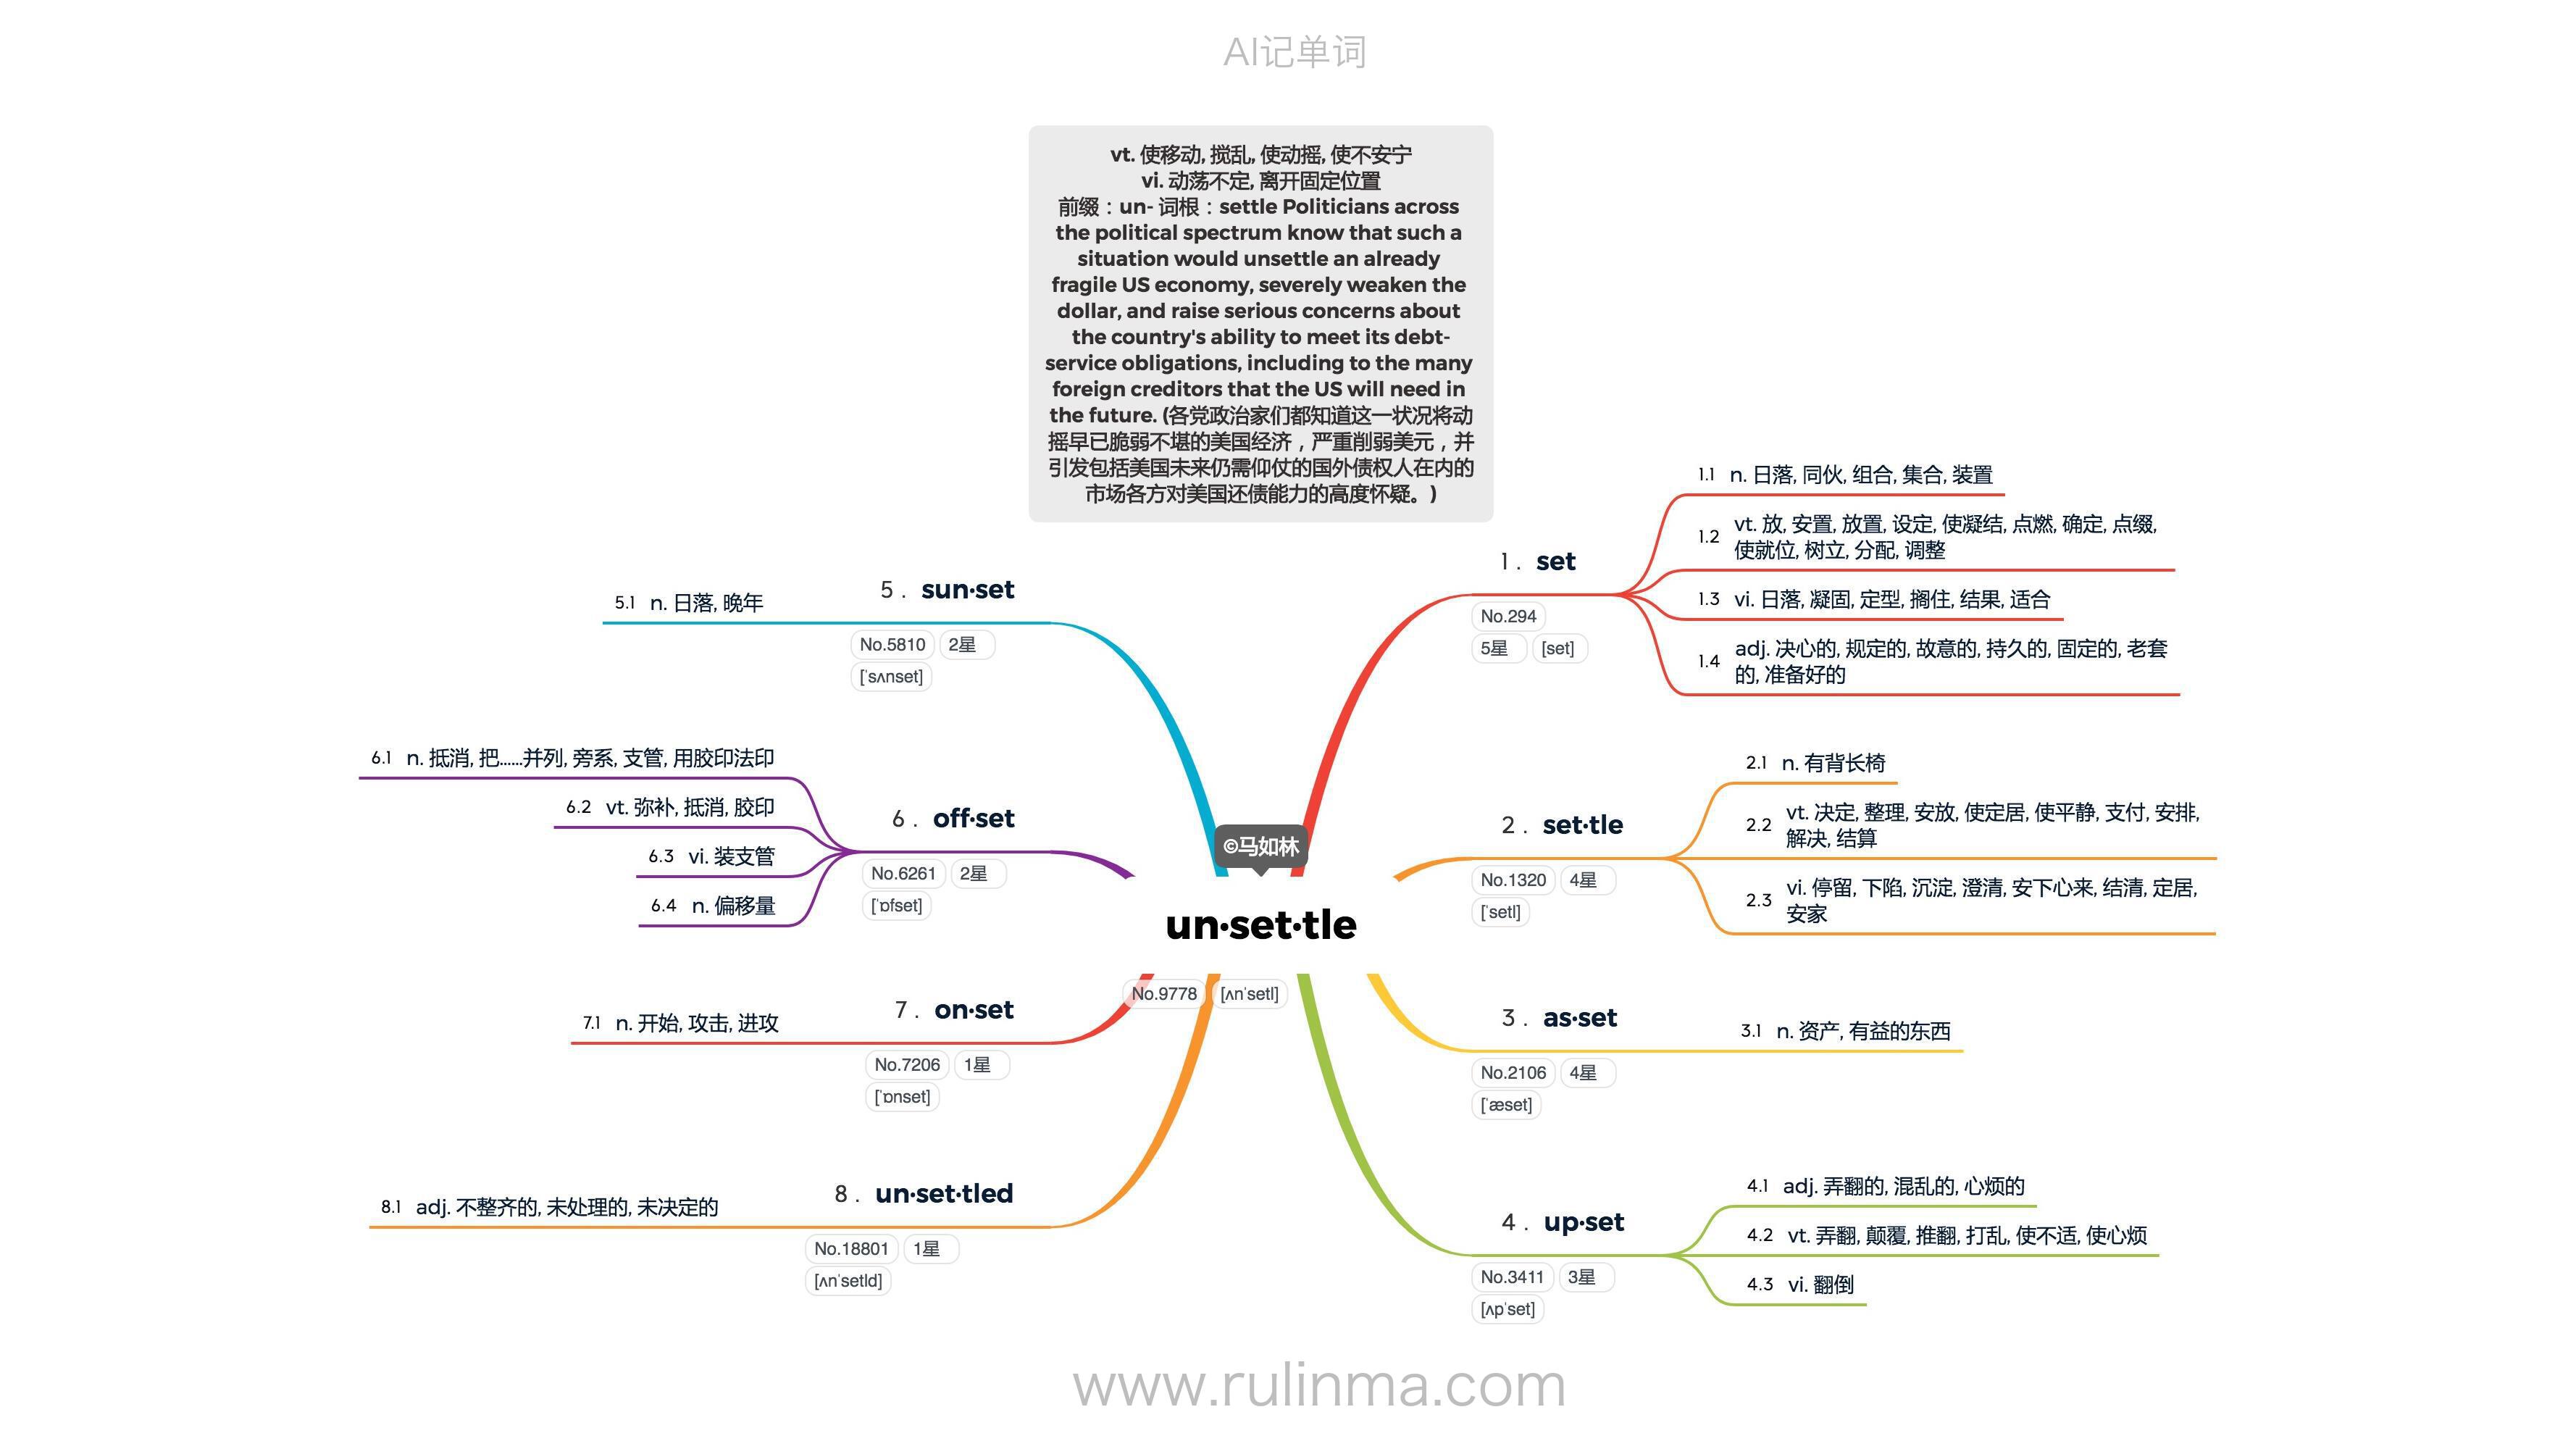 AI记单词
vt. 使移动, 搅乱, 使动摇, 使不安宁
vi. 动荡不定, 离开固定位置
前缀：un- 词根：settle Politicians across
the political spectrum know that such a
situation would unsettle an already
fragile US economy, severely weaken the
dollar, and raise serious concerns about
the country's ability to meet its debt-
service obligations, including to the many
foreign creditors that the US will need in
the future. (各党政治家们都知道这一状况将动
摇早已脆弱不堪的美国经济，严重削弱美元，并
引发包括美国未来仍需仰仗的国外债权人在内的
市场各方对美国还债能力的高度怀疑。)
©马如林
un·set·tle
No.9778 [ʌnˈsetl]
1. set
No.294
5星 [set]
1.1 n. 日落, 同伙, 组合, 集合, 装置
1.2 vt. 放, 安置, 放置, 设定, 使凝结, 点燃, 确定, 点缀,
使就位, 树立, 分配, 调整
1.3 vi. 日落, 凝固, 定型, 搁住, 结果, 适合
1.4 adj. 决心的, 规定的, 故意的, 持久的, 固定的, 老套
的, 准备好的
2. set·tle
No.1320 4星
[ˈsetl]
2.1 n. 有背长椅
2.2 vt. 决定, 整理, 安放, 使定居, 使平静, 支付, 安排,
解决, 结算
2.3 vi. 停留, 下陷, 沉淀, 澄清, 安下心来, 结清, 定居,
安家
3. as·set
No.2106 4星
[ˈæset]
3.1 n. 资产, 有益的东西
4. up·set
No.3411 3星
[ʌpˈset]
4.1 adj. 弄翻的, 混乱的, 心烦的
4.2 vt. 弄翻, 颠覆, 推翻, 打乱, 使不适, 使心烦
4.3 vi. 翻倒
5. sun·set
No.5810 2星
[ˈsʌnset]
5.1 n. 日落, 晚年
6. off·set
No.6261 2星
[ˈɒfset]
6.1 n. 抵消, 把……并列, 旁系, 支管, 用胶印法印
6.2 vt. 弥补, 抵消, 胶印
6.3 vi. 装支管
6.4 n. 偏移量
7. on·set
No.7206 1星
[ˈɒnset]
7.1 n. 开始, 攻击, 进攻
8. un·set·tled
No.18801 1星
[ʌnˈsetld]
8.1 adj. 不整齐的, 未处理的, 未决定的
www.rulinma.com